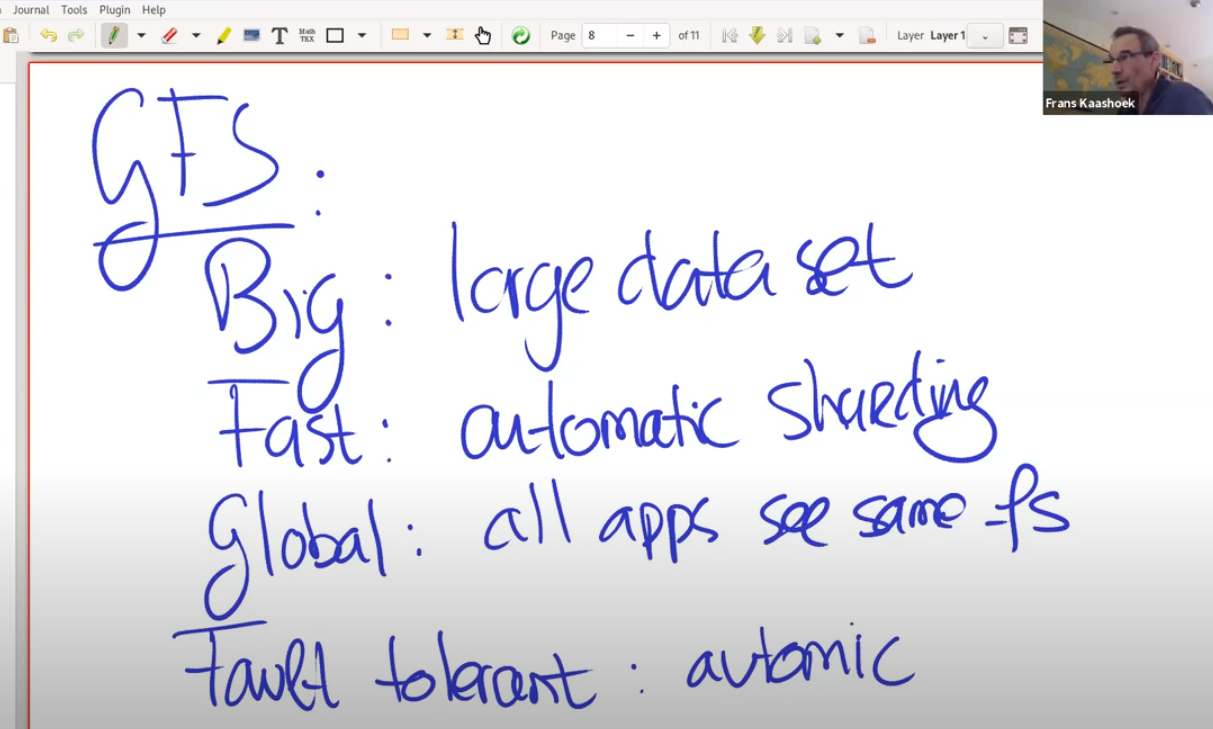 Journal Tools Plugin Help
T Math TEX Page 8 − + of 11 Layer Layer 1
Frans Kaashoek
GFS:
Big: large data set
Fast: automatic sharding
Global: all apps see same fs
Fault tolerant: automic